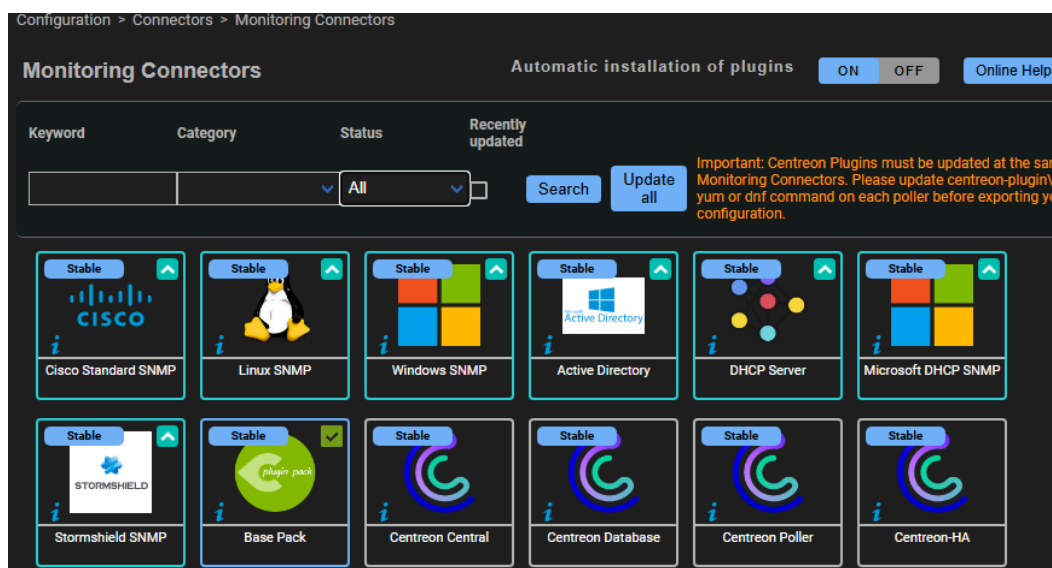 Configuration > Connectors > Monitoring Connectors
Monitoring Connectors
Automatic installation of plugins
ON OFF
Online Help
Keyword
Category
Status
Recently
updated
All
Search
Update
all
Important: Centreon Plugins must be updated at the
Monitoring Connectors. Please update centreon-plugin\
yum or dnf command on each poller before exporting
configuration.
Stable
CISCO
Cisco Standard SNMP
Stable
Linux SNMP
Stable
Windows SNMP
Stable
Microsoft
Active Directory
Active Directory
Stable
DHCP Server
Stable
Microsoft DHCP SNMP
Stable
STORMSHIELD
Stormshield SNMP
Stable
plugin pack
Base Pack
Stable
Centreon Central
Stable
Centreon Database
Stable
Centreon Poller
Stable
Centreon-HA